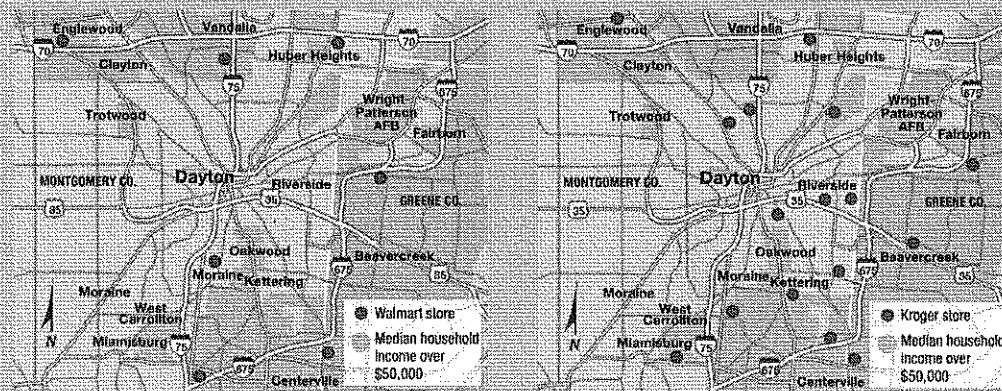 Englewood
Vandalia
70
70
Huber Heights
Clayton
75
675
Wright-
Patterson
AFB
Trotwood
Fairborn
Dayton
MONTGOMERY CO.
Riverside
35
35
GREENE CO.
Oakwood
Beavercreek
Moraine
675
35
Kettering
Moraine
West
Carrollton
Walmart store
N
Miamisburg
75
Median household
income over
$50,000
675
Centerville
Englewood
Vandalia
70
70
Huber Heights
Clayton
75
675
Wright-
Patterson
AFB
Trotwood
Fairborn
Dayton
MONTGOMERY CO.
Riverside
35
35
GREENE CO.
Oakwood
Beavercreek
Moraine
675
35
Kettering
Moraine
West
Carrollton
Kroger store
N
Miamisburg
75
Median household
income over
$50,000
675
Centerville